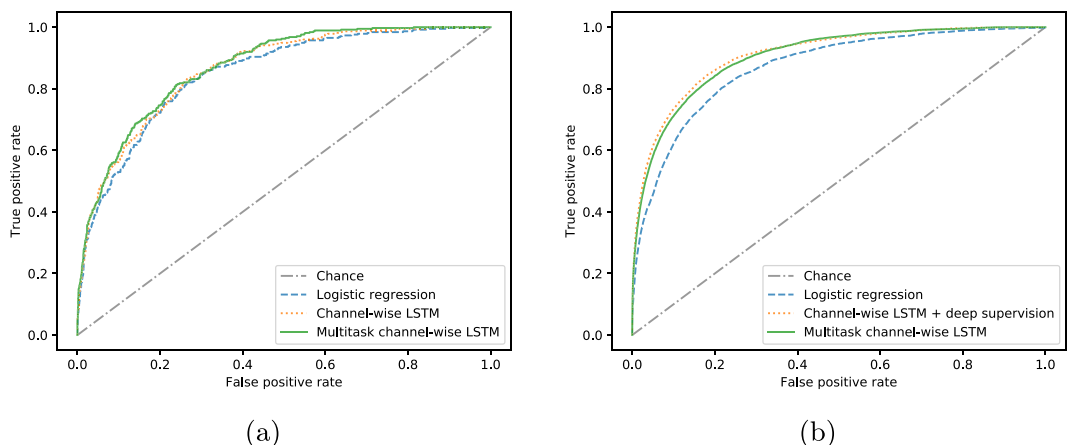 1.0
0.8
0.6
0.4
0.2
0.0
True positive rate
0.0 0.2 0.4 0.6 0.8 1.0
False positive rate
Chance
Logistic regression
Channel-wise LSTM
Multitask channel-wise LSTM
(a)
1.0
0.8
0.6
0.4
0.2
0.0
True positive rate
0.0 0.2 0.4 0.6 0.8 1.0
False positive rate
Chance
Logistic regression
Channel-wise LSTM + deep supervision
Multitask channel-wise LSTM
(b)